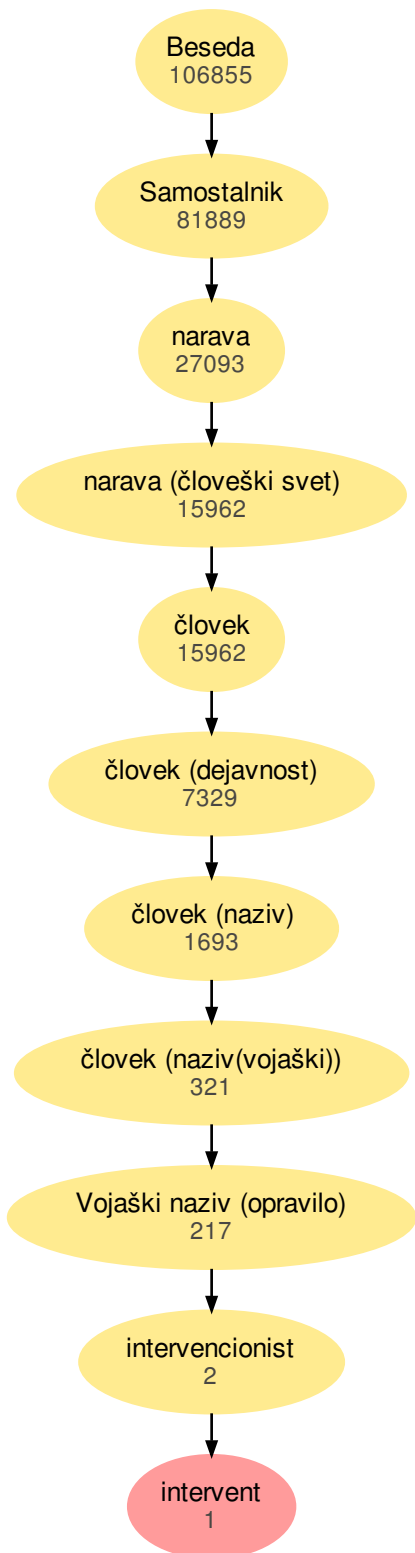 Beseda
106855
Samostalnik
81889
narava
27093
narava (človeški svet)
15962
človek
15962
človek (dejavnost)
7329
človek (naziv)
1693
človek (naziv(vojaški))
321
Vojaški naziv (opravilo)
217
intervencionist
2
intervent
1